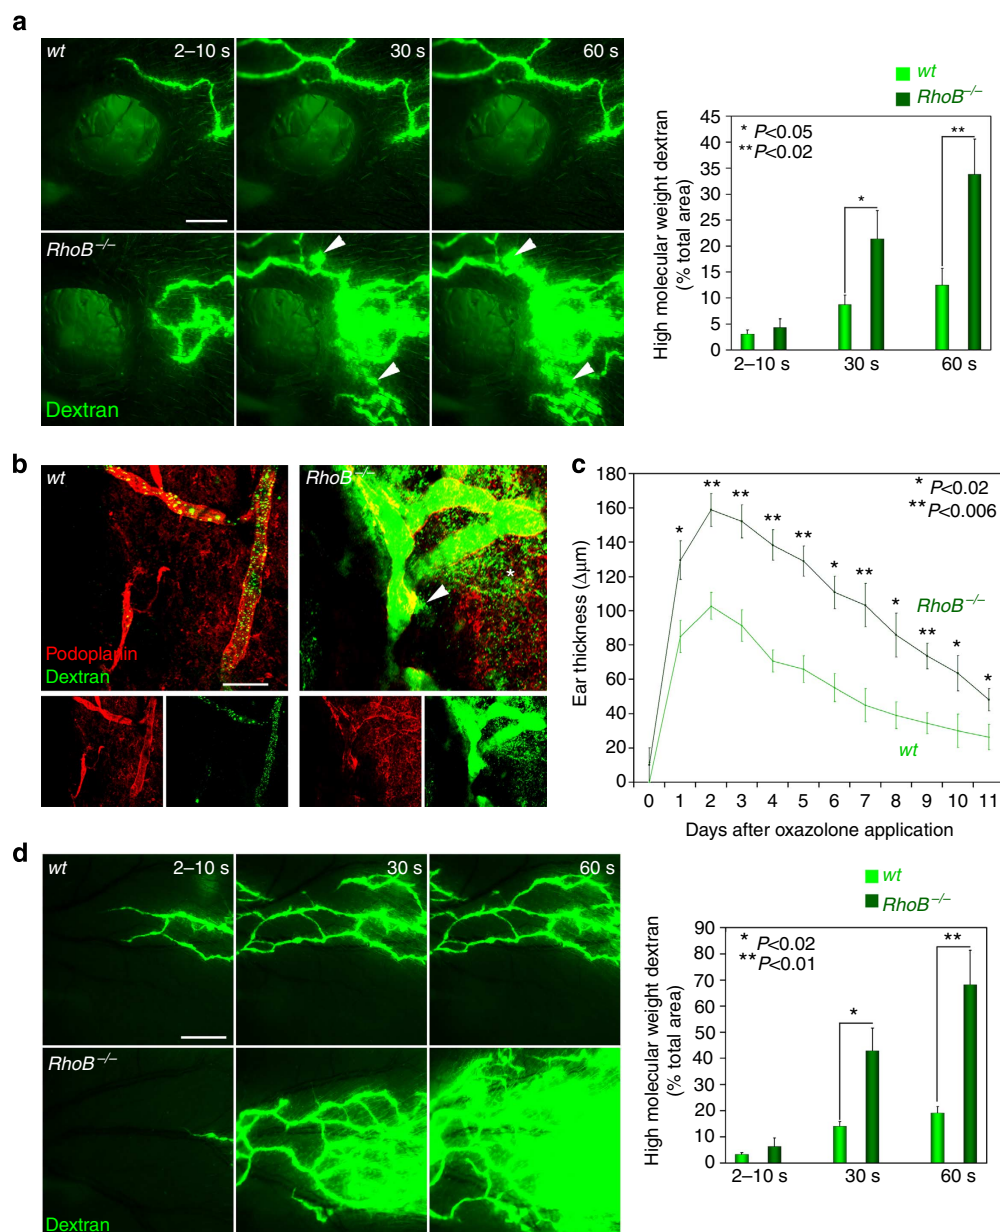 a
wt
2–10 s
30 s
60 s
RhoB–/–
Dextran
wt
RhoB–/–
* P<0.05
** P<0.02
High molecular weight dextran
(% total area)
45
40
35
30
25
20
15
10
5
0
*
**
2–10 s
30 s
60 s
b
wt
Podoplanin
Dextran
RhoB–/–
*
c
Ear thickness (Δµm)
180
160
140
120
100
80
60
40
20
0
* P<0.02
** P<0.006
* ** ** ** ** * ** * ** * *
RhoB–/–
wt
0 1 2 3 4 5 6 7 8 9 10 11
Days after oxazolone application
d
wt
2–10 s
30 s
60 s
RhoB–/–
Dextran
wt
RhoB–/–
* P<0.02
** P<0.01
High molecular weight dextran
(% total area)
90
80
70
60
50
40
30
20
10
0
*
**
2–10 s
30 s
60 s